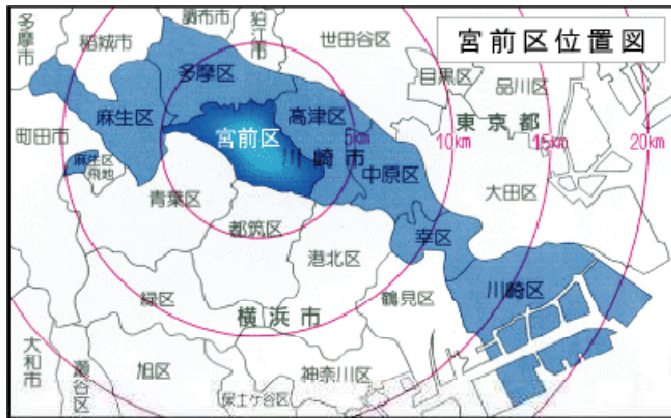 宮前区位置図
多摩市
稲城市
調布市
狛江市
世田谷区
目黒区
品川区
東京都
大田区
多摩区
麻生区
高津区
宮前区
川崎市
中原区
幸区
川崎区
町田市
麻生区
飛地
青葉区
都筑区
港北区
緑区
横浜市
鶴見区
大和市
瀬谷区
旭区
保土ケ谷区
神奈川区
5km
10km
15km
20km